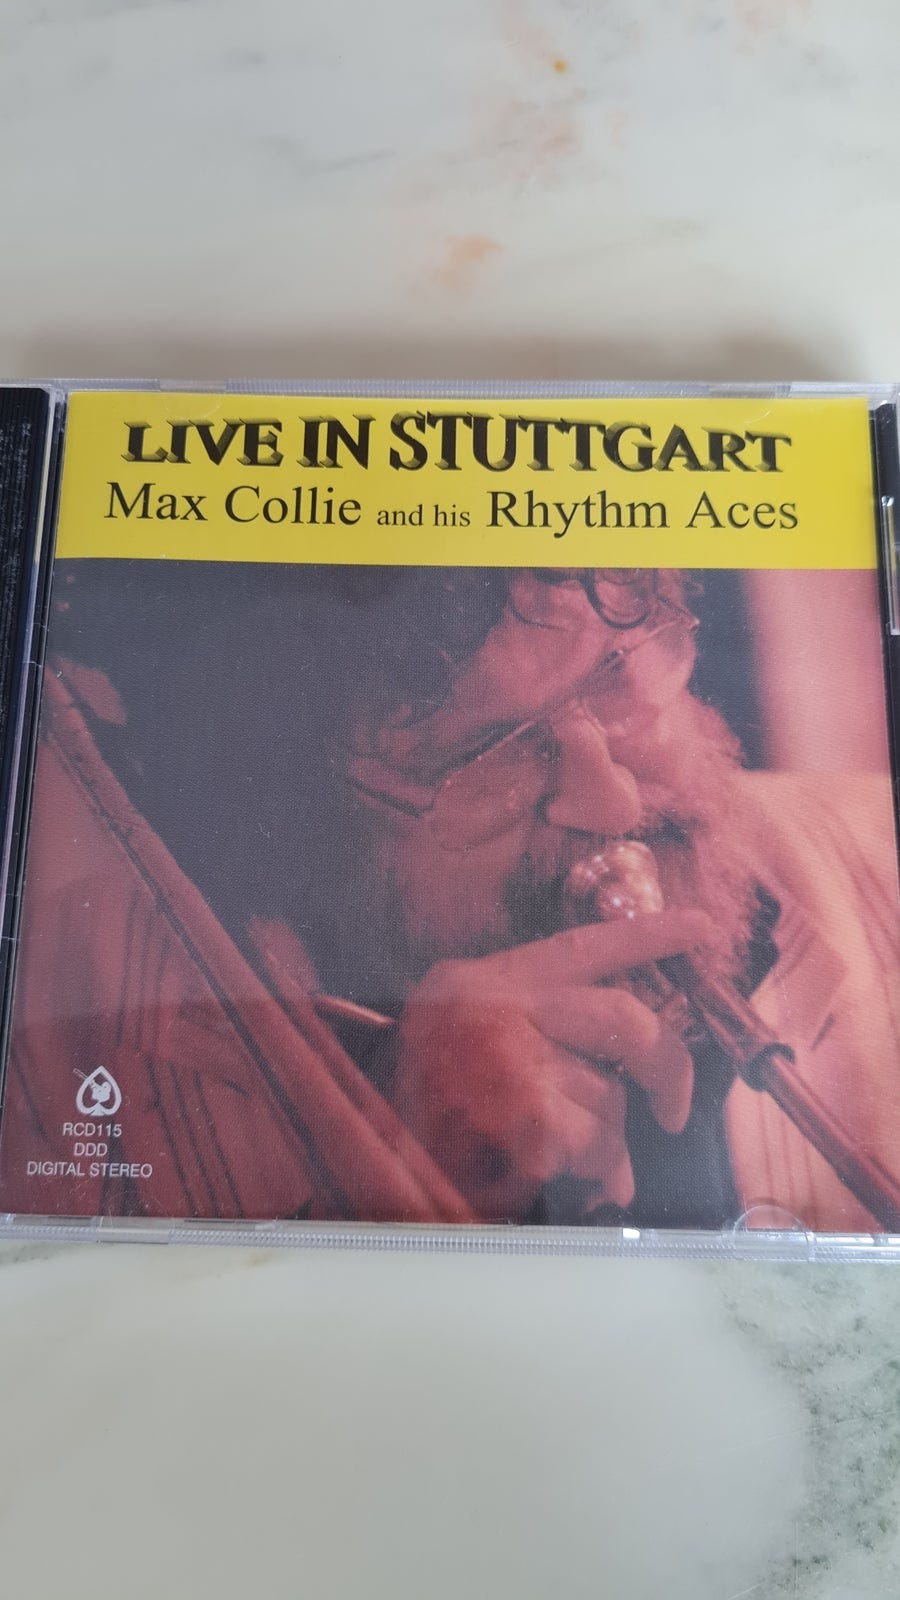 LIVE IN STUTTGART
Max Collie and his Rhythm Aces
RCD115
DDD
DIGITAL STEREO